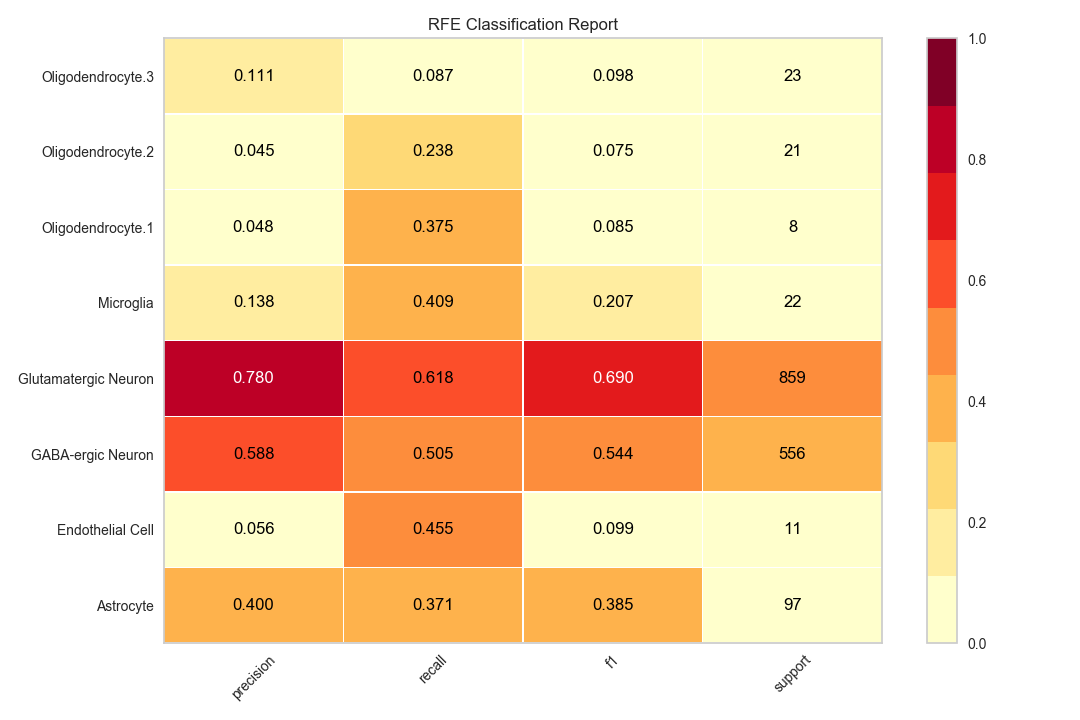 RFE Classification Report
Oligodendrocyte.3 0.111 0.087 0.098 23
Oligodendrocyte.2 0.045 0.238 0.075 21
Oligodendrocyte.1 0.048 0.375 0.085 8
Microglia 0.138 0.409 0.207 22
Glutamatergic Neuron 0.780 0.618 0.690 859
GABA-ergic Neuron 0.588 0.505 0.544 556
Endothelial Cell 0.056 0.455 0.099 11
Astrocyte 0.400 0.371 0.385 97
precision recall f1 support
1.0
0.8
0.6
0.4
0.2
0.0